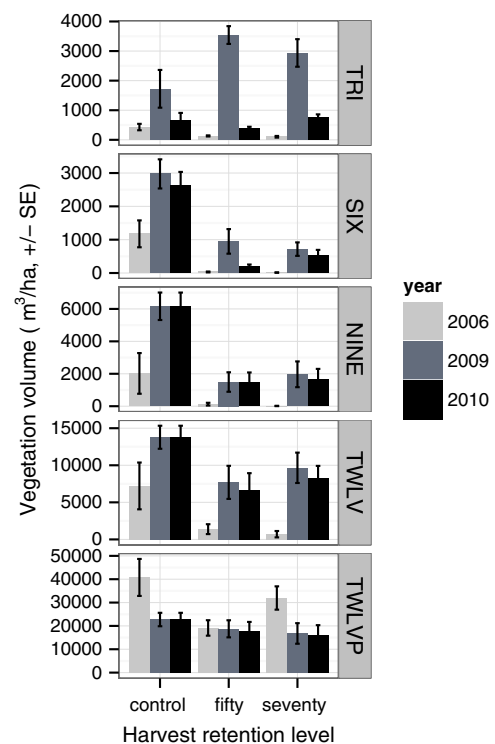 4000
3000
2000
1000
0
TRI
3000
2000
1000
0
SIX
6000
4000
2000
0
NINE
15000
10000
5000
0
TWLV
50000
40000
30000
20000
10000
0
TWLVP
Vegetation volume ( m³/ha, +/− SE)
control fifty seventy
Harvest retention level
year
2006
2009
2010